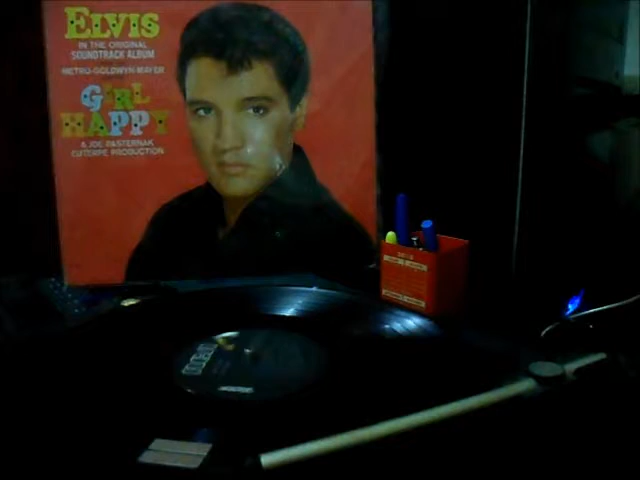 ELVIS
IN THE ORIGINAL
SOUNDTRACK ALBUM
METRO-GOLDWYN-MAYER
GIRL
HAPPY
A JOE PASTERNAK
EUTERPE PRODUCTION
RCA